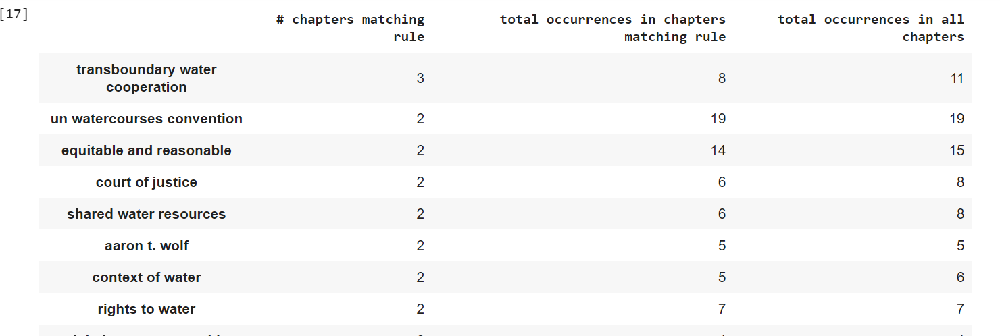 [17]
# chapters matching rule total occurrences in chapters matching rule total occurrences in all chapters
transboundary water cooperation 3 8 11
un watercourses convention 2 19 19
equitable and reasonable 2 14 15
court of justice 2 6 8
shared water resources 2 6 8
aaron t. wolf 2 5 5
context of water 2 5 6
rights to water 2 7 7